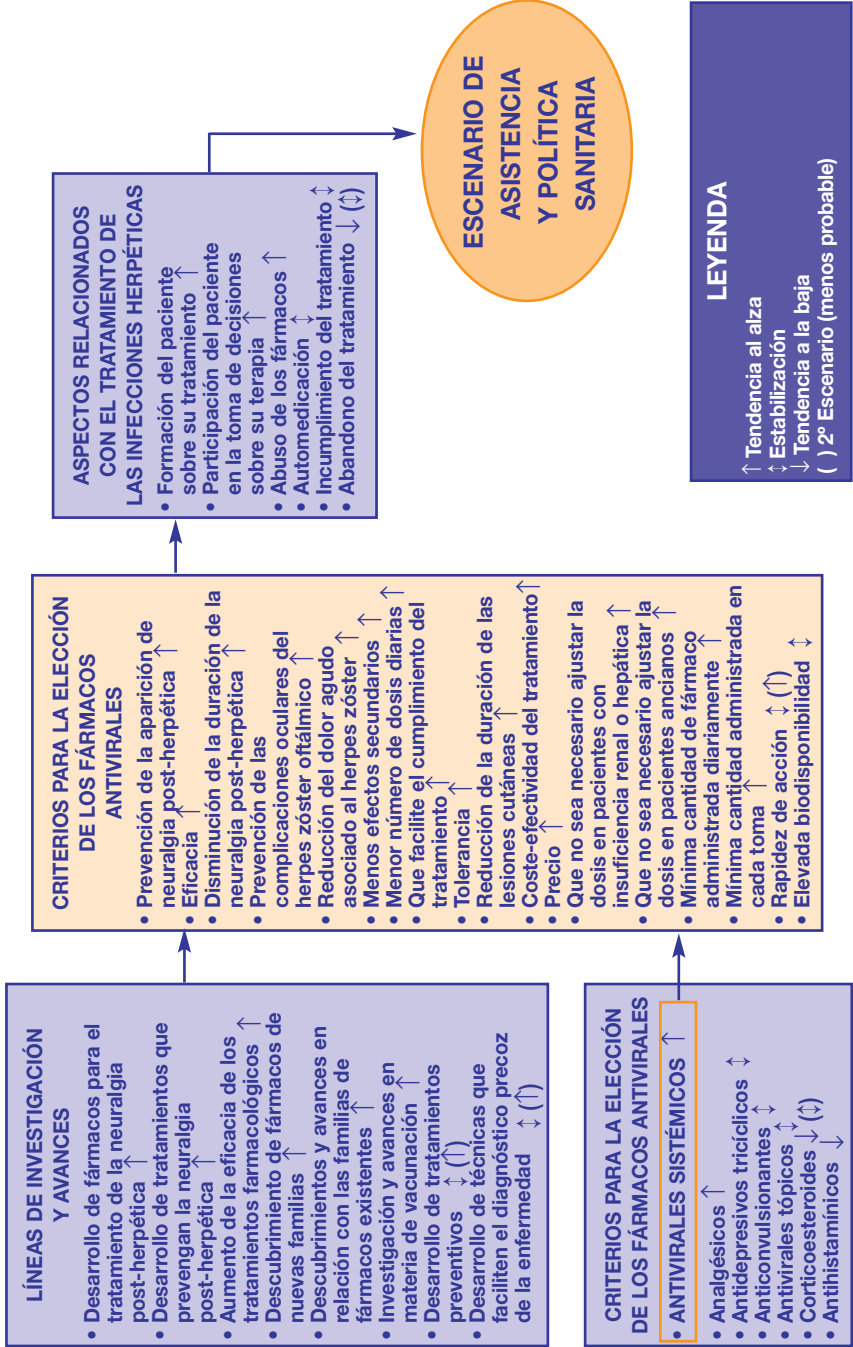 LÍNEAS DE INVESTIGACIÓN
Y AVANCES
• Desarrollo de fármacos para el
tratamiento de la neuralgia
post-herpética ↑
• Desarrollo de tratamientos que
prevengan la neuralgia
post-herpética ↑
• Aumento de la eficacia de los
tratamientos farmacológicos ↑
• Descubrimiento de fármacos de
nuevas familias ↑
• Descubrimientos y avances en
relación con las familias de
fármacos existentes ↑
• Investigación y avances en
materia de vacunación ↑
• Desarrollo de tratamientos
preventivos ↕ (↑)
• Desarrollo de técnicas que
faciliten el diagnóstico precoz
de la enfermedad ↕ (↑)
CRITERIOS PARA LA ELECCIÓN
DE LOS FÁRMACOS ANTIVIRALES
• ANTIVIRALES SISTÉMICOS ↑
• Analgésicos ↑
• Antidepresivos tricíclicos ↕
• Anticonvulsionantes ↕
• Antivirales tópicos ↕
• Corticoesteroides ↓ (↕)
• Antihistamínicos ↓
CRITERIOS PARA LA ELECCIÓN
DE LOS FÁRMACOS
ANTIVIRALES
• Prevención de la aparición de
neuralgia post-herpética ↑
• Eficacia ↑
• Disminución de la duración de la
neuralgia post-herpética ↑
• Prevención de las
complicaciones oculares del
herpes zóster oftálmico ↑
• Reducción del dolor agudo
asociado al herpes zóster ↑
• Menos efectos secundarios ↑
• Menor número de dosis diarias ↑
• Que facilite el cumplimiento del
tratamiento ↑
• Tolerancia ↑
• Reducción de la duración de las
lesiones cutáneas ↑
• Coste-efectividad del tratamiento ↑
• Precio ↑
• Que no sea necesario ajustar la
dosis en pacientes con
insuficiencia renal o hepática ↑
• Que no sea necesario ajustar la
dosis en pacientes ancianos ↑
• Mínima cantidad de fármaco
administrada diariamente ↑
• Mínima cantidad administrada en
cada toma ↑
• Rapidez de acción ↕ (↑)
• Elevada biodisponibilidad ↕
ASPECTOS RELACIONADOS
CON EL TRATAMIENTO DE
LAS INFECCIONES HERPÉTICAS
• Formación del paciente
sobre su tratamiento ↑
• Participación del paciente
en la toma de decisiones
sobre su terapia ↑
• Abuso de los fármacos ↑
• Automedicación ↕
• Incumplimiento del tratamiento ↕
• Abandono del tratamiento ↓ (↕)
ESCENARIO DE
ASISTENCIA
Y POLÍTICA
SANITARIA
LEYENDA
↑ Tendencia al alza
↕ Estabilización
↓ Tendencia a la baja
( ) 2º Escenario (menos probable)